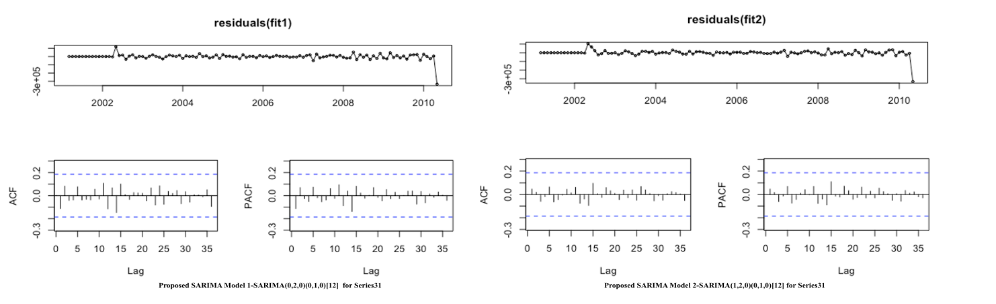 residuals(fit1)
-3e+05
2002 2004 2006 2008 2010
ACF
0.2
0.0
-0.3
0 5 10 15 20 25 30 35
Lag
PACF
0.2
0.0
-0.3
0 5 10 15 20 25 30 35
Lag
Proposed SARIMA Model 1-SARIMA(0,2,0)(0,1,0)[12] for Series31
residuals(fit2)
-3e+05
2002 2004 2006 2008 2010
ACF
0.2
0.0
-0.3
0 5 10 15 20 25 30 35
Lag
PACF
0.2
0.0
-0.3
0 5 10 15 20 25 30 35
Lag
Proposed SARIMA Model 2-SARIMA(1,2,0)(0,1,0)[12] for Series31